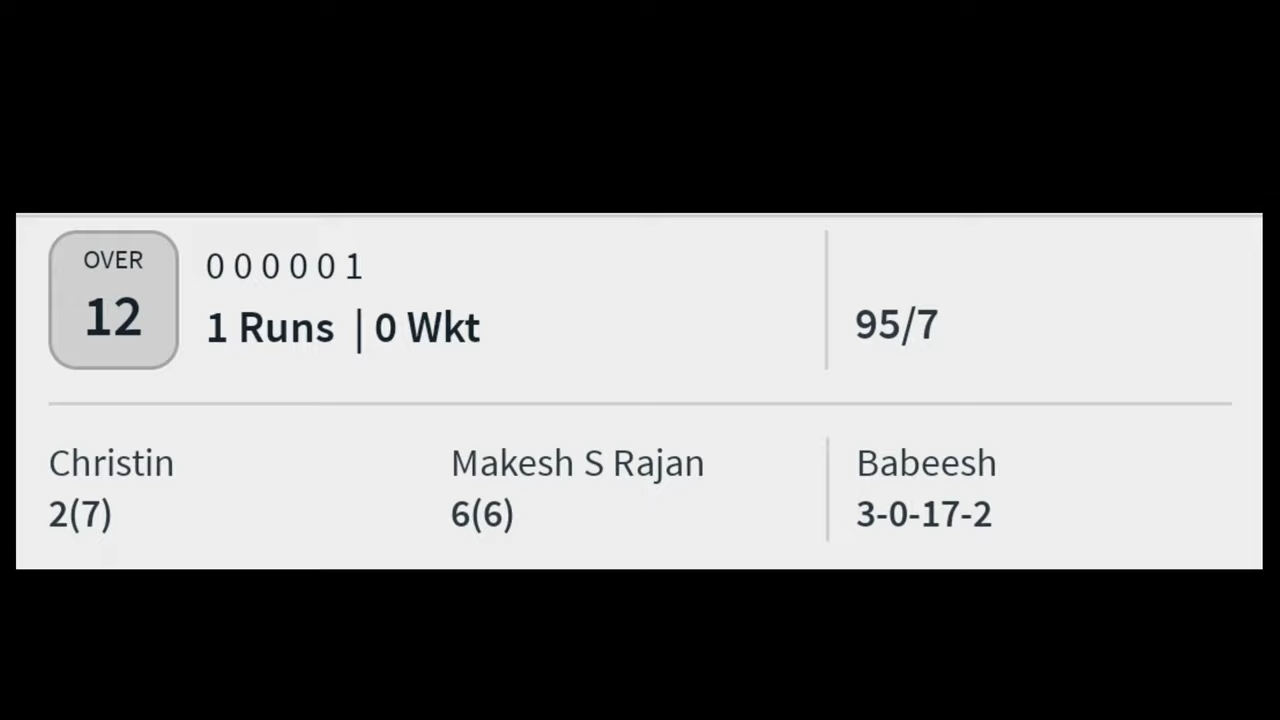 OVER
12
0 0 0 0 0 1
1 Runs | 0 Wkt
95/7
Christin
2(7)
Makesh S Rajan
6(6)
Babeesh
3-0-17-2